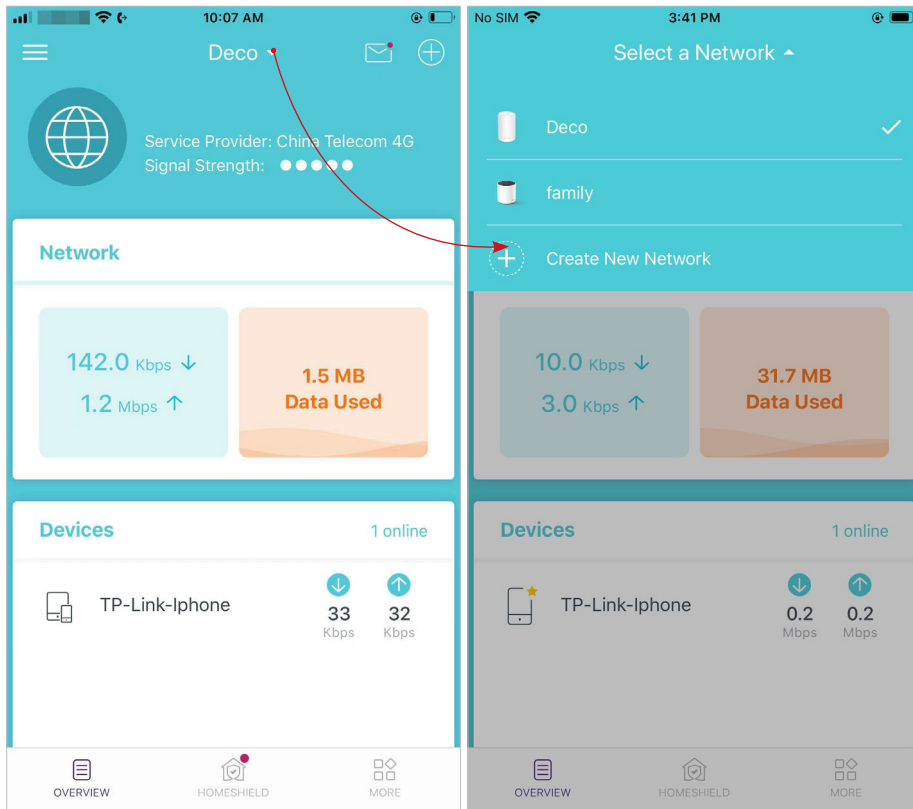 10:07 AM
Deco
Service Provider: China Telecom 4G
Signal Strength:
Network
142.0 Kbps ↓
1.2 Mbps ↑
1.5 MB
Data Used
Devices
1 online
TP-Link-Iphone
33
Kbps
32
Kbps
OVERVIEW
HOMESHIELD
MORE
No SIM
3:41 PM
Select a Network
Deco
family
Create New Network
10.0 Kbps ↓
3.0 Kbps ↑
31.7 MB
Data Used
Devices
1 online
TP-Link-Iphone
0.2
Mbps
0.2
Mbps
OVERVIEW
HOMESHIELD
MORE